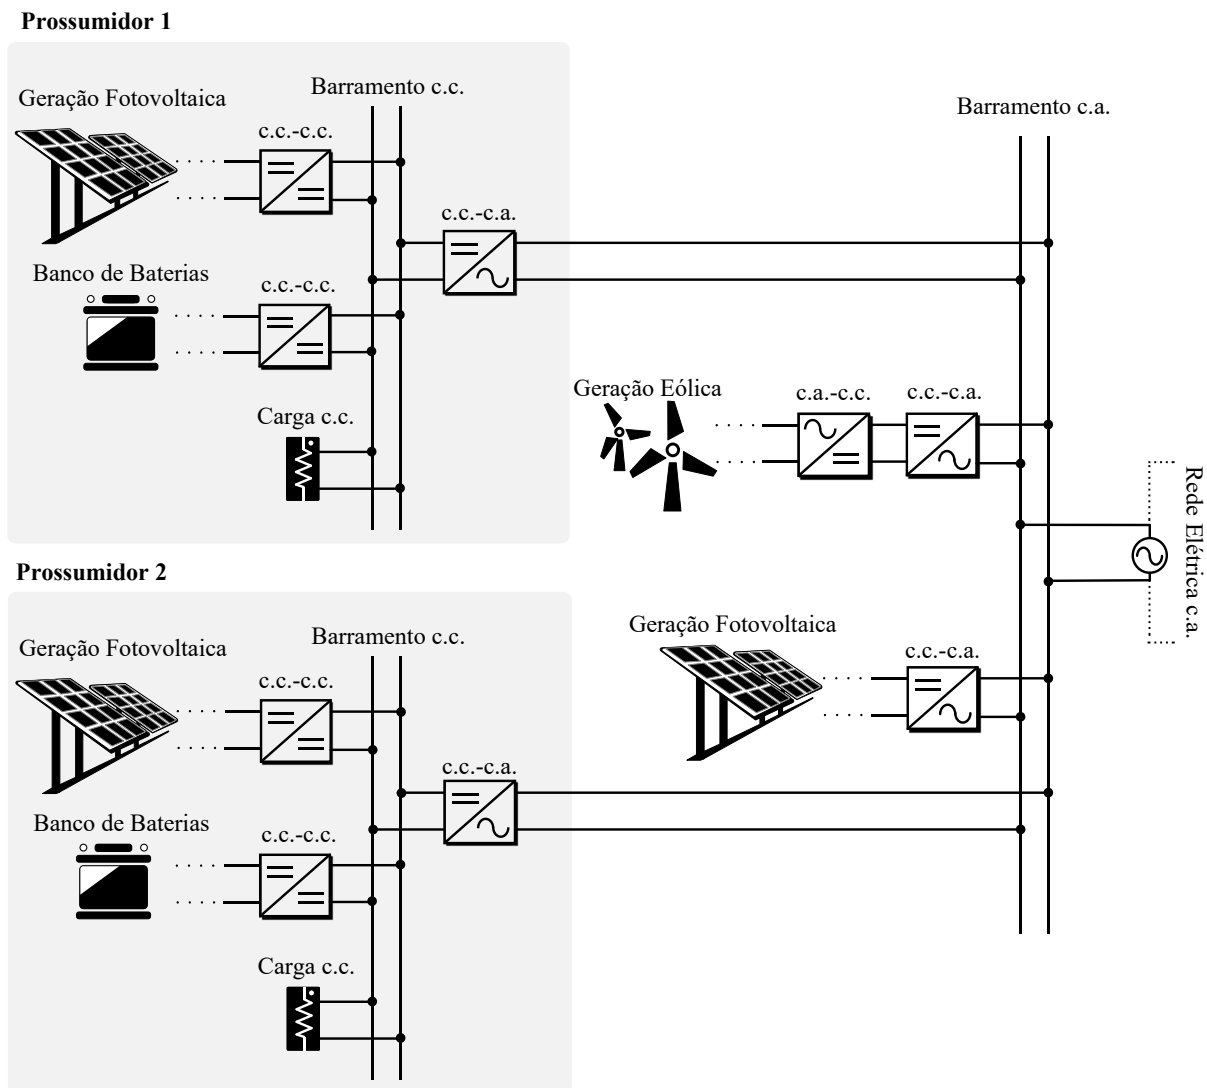 Prossumidor 1
Geração Fotovoltaica
Barramento c.c.
c.c.-c.c.
c.c.-c.a.
Banco de Baterias
c.c.-c.c.
Carga c.c.
Barramento c.a.
Geração Eólica
c.a.-c.c.
c.c.-c.a.
Rede Elétrica c.a.
Geração Fotovoltaica
c.c.-c.a.
Prossumidor 2
Geração Fotovoltaica
Barramento c.c.
c.c.-c.c.
c.c.-c.a.
Banco de Baterias
c.c.-c.c.
Carga c.c.